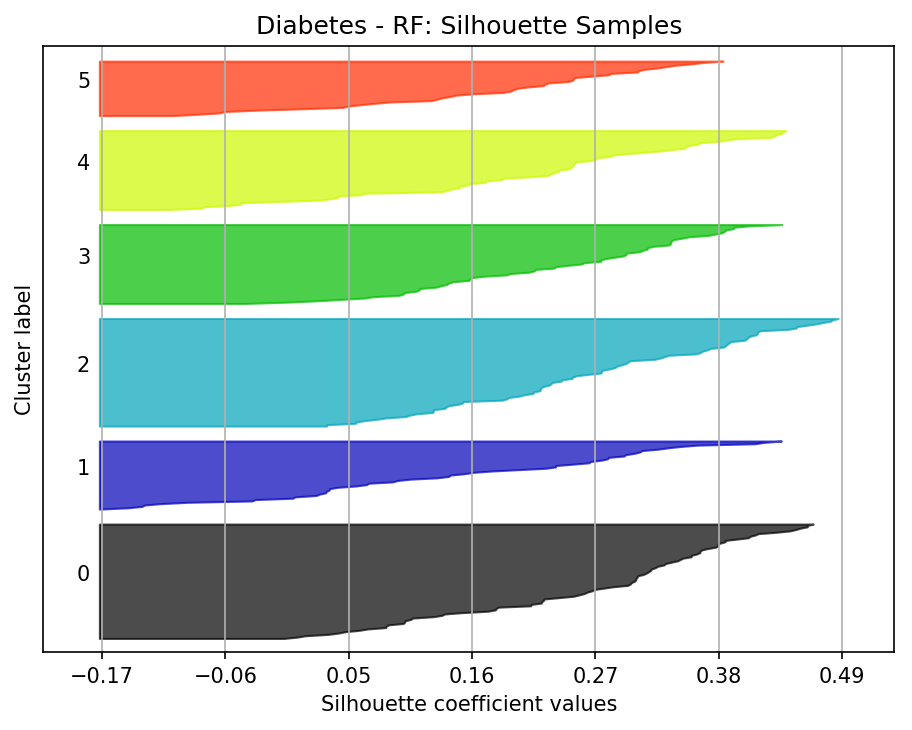 Diabetes - RF: Silhouette Samples
5
4
3
2
1
0
Cluster label
−0.17 −0.06 0.05 0.16 0.27 0.38 0.49
Silhouette coefficient values